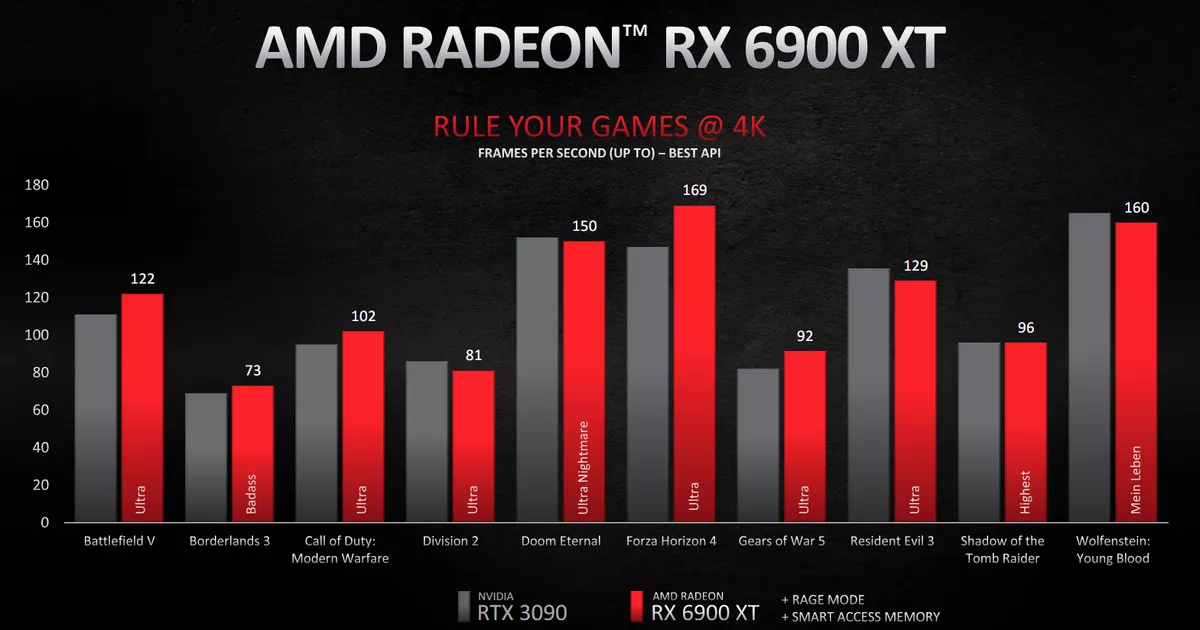 AMD RADEON™ RX 6900 XT
RULE YOUR GAMES @ 4K
FRAMES PER SECOND (UP TO) – BEST API
180
160
140
120
100
80
60
40
20
0
122
73
102
81
150
169
92
129
96
160
Ultra
Badass
Ultra
Ultra
Ultra Nightmare
Ultra
Ultra
Ultra
Highest
Mein Leben
Battlefield V
Borderlands 3
Call of Duty:
Modern Warfare
Division 2
Doom Eternal
Forza Horizon 4
Gears of War 5
Resident Evil 3
Shadow of the
Tomb Raider
Wolfenstein:
Young Blood
NVIDIA
RTX 3090
AMD RADEON
RX 6900 XT
+ RAGE MODE
+ SMART ACCESS MEMORY